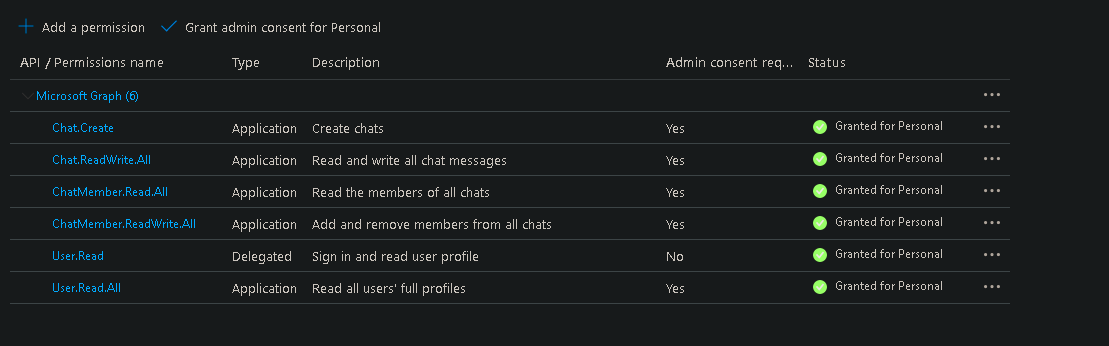 Add a permission Grant admin consent for Personal
API / Permissions name Type Description Admin consent req... Status
Microsoft Graph (6)
Chat.Create Application Create chats Yes Granted for Personal
Chat.ReadWrite.All Application Read and write all chat messages Yes Granted for Personal
ChatMember.Read.All Application Read the members of all chats Yes Granted for Personal
ChatMember.ReadWrite.All Application Add and remove members from all chats Yes Granted for Personal
User.Read Delegated Sign in and read user profile No Granted for Personal
User.Read.All Application Read all users' full profiles Yes Granted for Personal